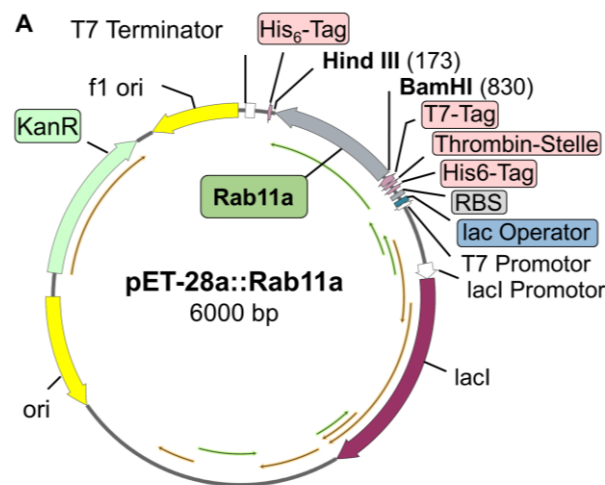 A
T7 Terminator
His₆-Tag
Hind III (173)
f1 ori
BamHI (830)
T7-Tag
KanR
Thrombin-Stelle
His6-Tag
Rab11a
RBS
lac Operator
T7 Promotor
pET-28a::Rab11a
lacI Promotor
6000 bp
lacI
ori